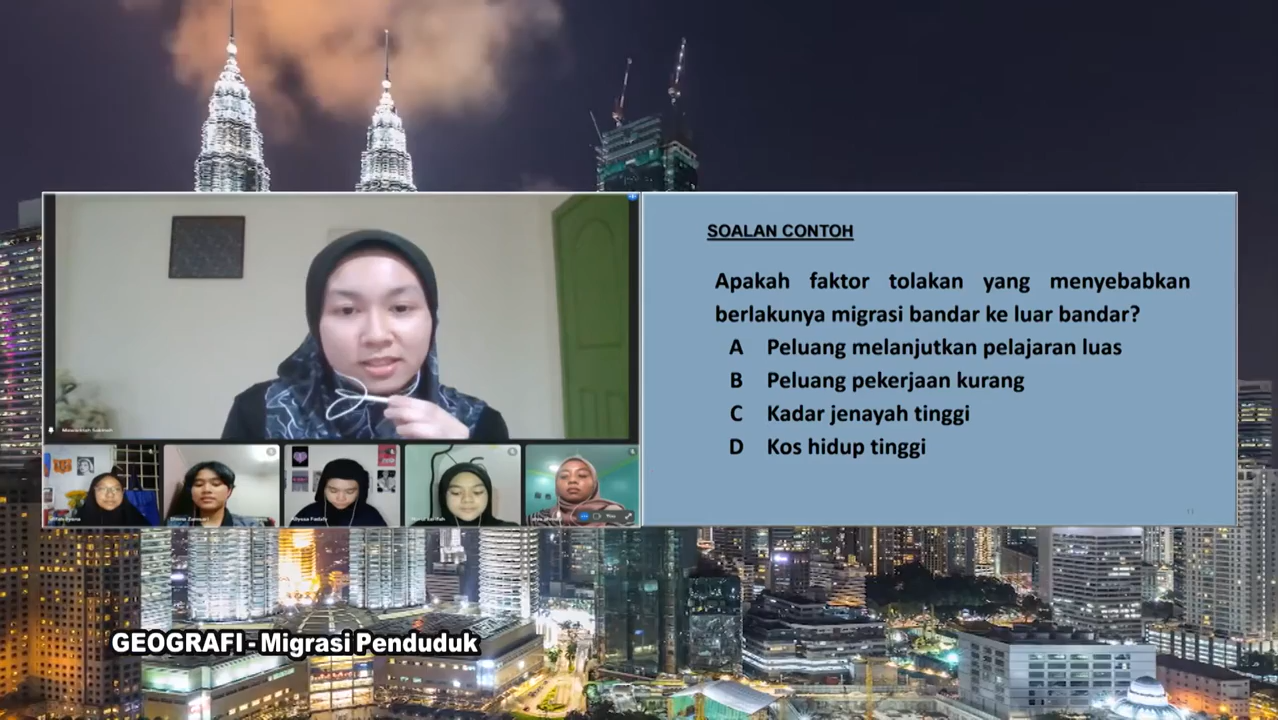 SOALAN CONTOH
Apakah faktor tolakan yang menyebabkan
berlakunya migrasi bandar ke luar bandar?
A Peluang melanjutkan pelajaran luas
B Peluang pekerjaan kurang
C Kadar jenayah tinggi
D Kos hidup tinggi
GEOGRAFI - Migrasi Penduduk